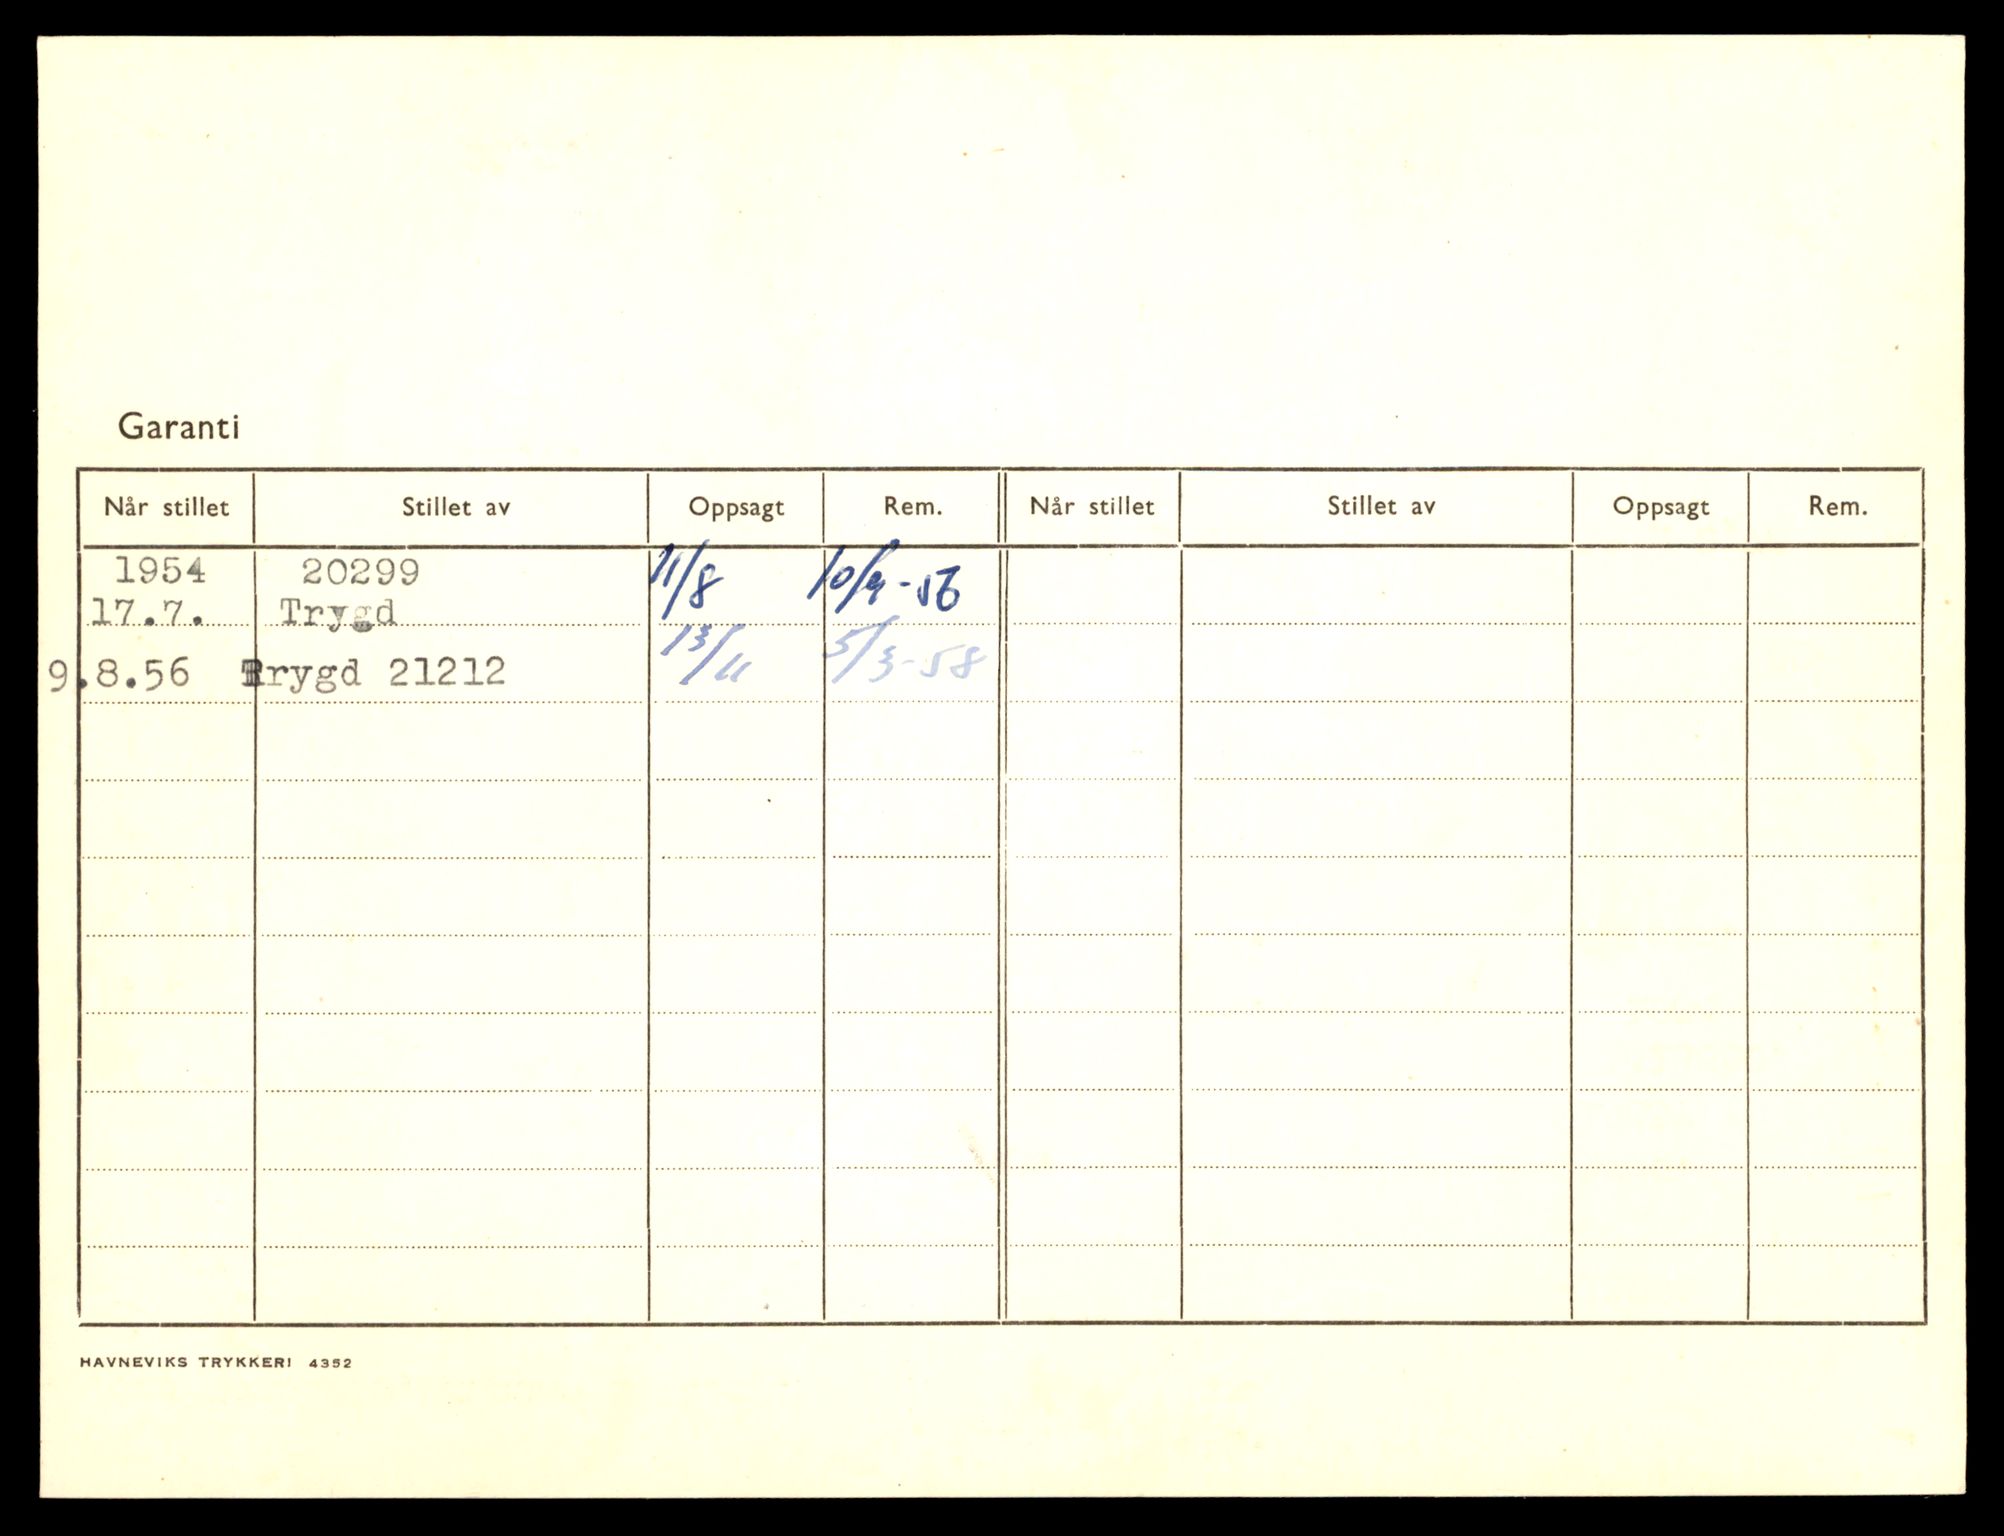 Garanti
Når stillet Stillet av Oppsagt Rem. Når stillet Stillet av Oppsagt Rem.
1954 20299 11/8 10/9-56
17.7. Trygd
13/11 5/3-58
9.8.56 Trygd 21212
HAVNEVIKS TRYKKERI 4352